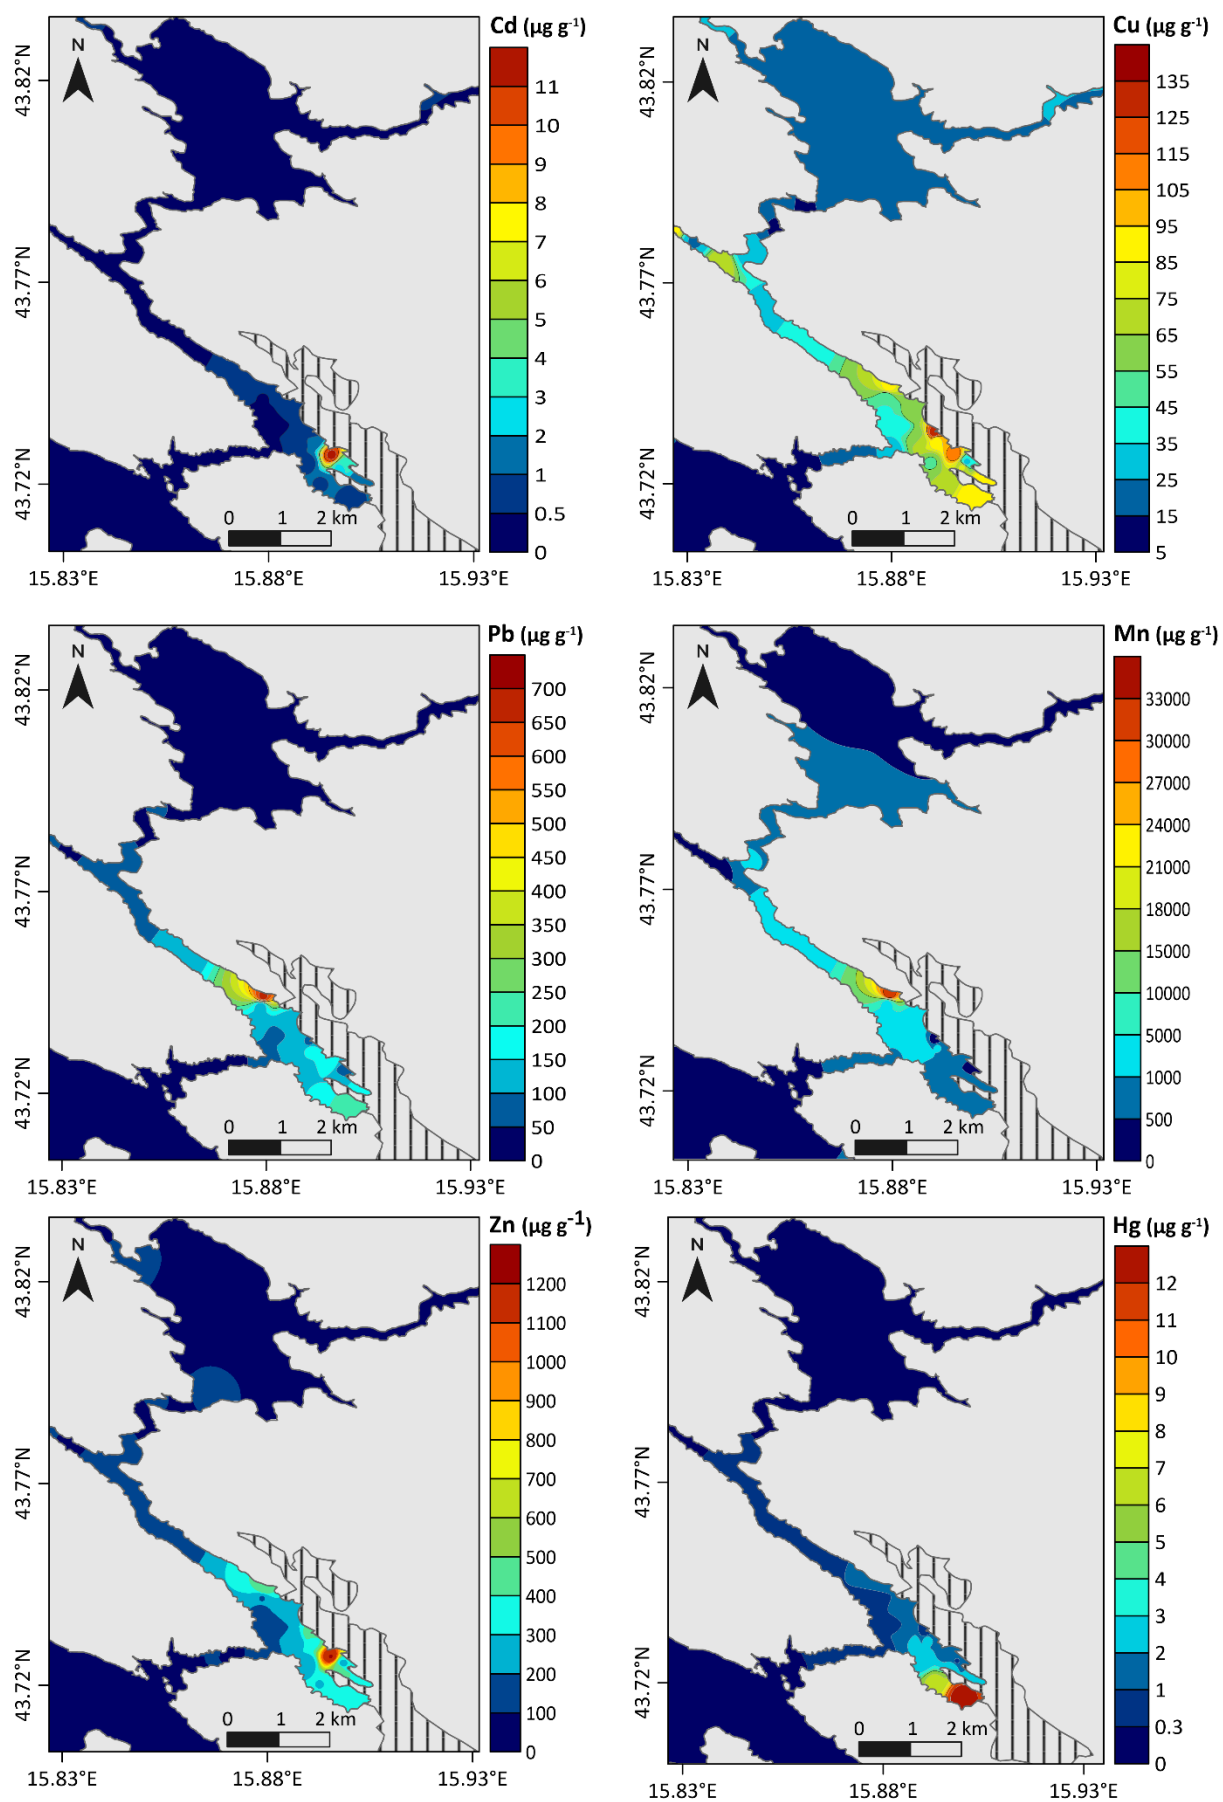 Cd (µg g⁻¹)
N
43.82°N
43.77°N
43.72°N
11
10
9
8
7
6
5
4
3
2
1
0.5
0
0 1 2 km
15.83°E 15.88°E 15.93°E
Cu (µg g⁻¹)
N
43.82°N
43.77°N
43.72°N
135
125
115
105
95
85
75
65
55
45
35
25
15
5
0 1 2 km
15.83°E 15.88°E 15.93°E
Pb (µg g⁻¹)
N
43.82°N
43.77°N
43.72°N
700
650
600
550
500
450
400
350
300
250
200
150
100
50
0
0 1 2 km
15.83°E 15.88°E 15.93°E
Mn (µg g⁻¹)
N
43.82°N
43.77°N
43.72°N
33000
30000
27000
24000
21000
18000
15000
10000
5000
1000
500
0
0 1 2 km
15.83°E 15.88°E 15.93°E
Zn (µg g⁻¹)
N
43.82°N
43.77°N
43.72°N
1200
1100
1000
900
800
700
600
500
400
300
200
100
0
0 1 2 km
15.83°E 15.88°E 15.93°E
Hg (µg g⁻¹)
N
43.82°N
43.77°N
43.72°N
12
11
10
9
8
7
6
5
4
3
2
1
0.3
0
0 1 2 km
15.83°E 15.88°E 15.93°E